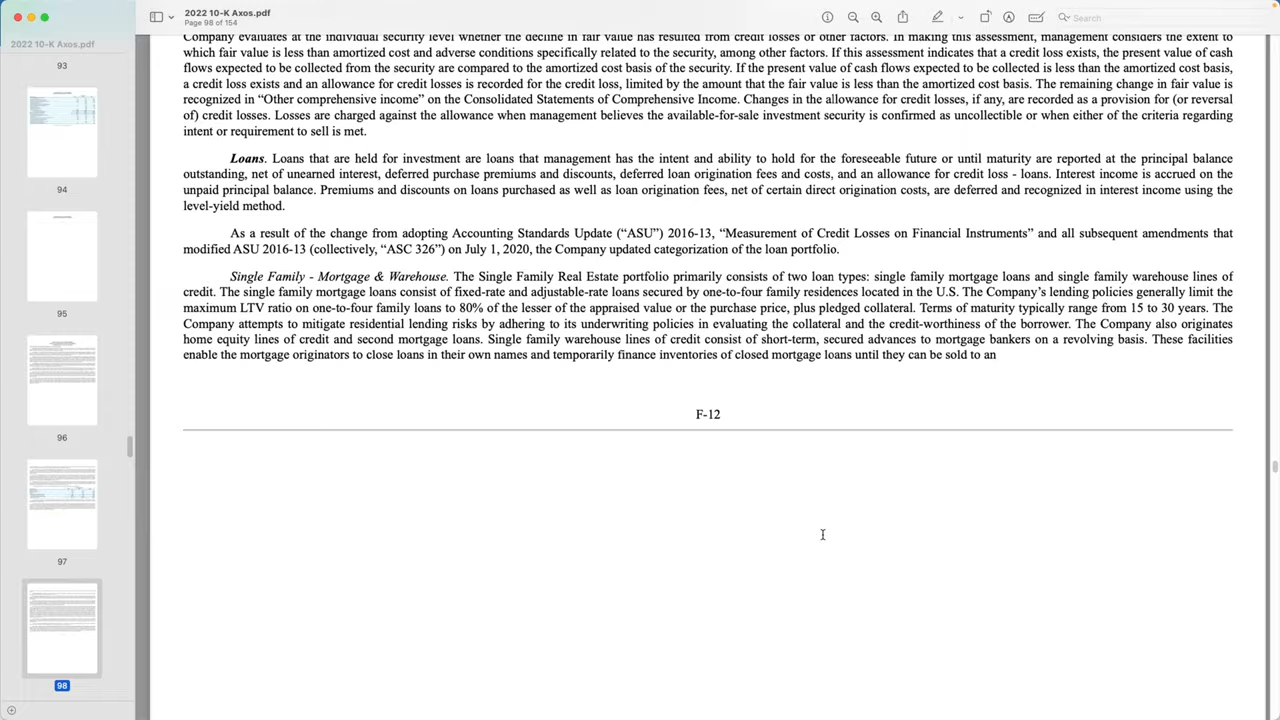 2022 10-K Axos.pdf
Page 98 of 154
Search
2022 10-K Axos.pdf
93
94
95
96
97
98
Company evaluates at the individual security level whether the decline in fair value has resulted from credit losses or other factors. In making this assessment, management considers the extent to
which fair value is less than amortized cost and adverse conditions specifically related to the security, among other factors. If this assessment indicates that a credit loss exists, the present value of cash
flows expected to be collected from the security are compared to the amortized cost basis of the security. If the present value of cash flows expected to be collected is less than the amortized cost basis,
a credit loss exists and an allowance for credit losses is recorded for the credit loss, limited by the amount that the fair value is less than the amortized cost basis. The remaining change in fair value is
recognized in “Other comprehensive income” on the Consolidated Statements of Comprehensive Income. Changes in the allowance for credit losses, if any, are recorded as a provision for (or reversal
of) credit losses. Losses are charged against the allowance when management believes the available-for-sale investment security is confirmed as uncollectible or when either of the criteria regarding
intent or requirement to sell is met.
Loans. Loans that are held for investment are loans that management has the intent and ability to hold for the foreseeable future or until maturity are reported at the principal balance
outstanding, net of unearned interest, deferred purchase premiums and discounts, deferred loan origination fees and costs, and an allowance for credit loss - loans. Interest income is accrued on the
unpaid principal balance. Premiums and discounts on loans purchased as well as loan origination fees, net of certain direct origination costs, are deferred and recognized in interest income using the
level-yield method.
As a result of the change from adopting Accounting Standards Update (“ASU”) 2016-13, “Measurement of Credit Losses on Financial Instruments” and all subsequent amendments that
modified ASU 2016-13 (collectively, “ASC 326”) on July 1, 2020, the Company updated categorization of the loan portfolio.
Single Family - Mortgage & Warehouse. The Single Family Real Estate portfolio primarily consists of two loan types: single family mortgage loans and single family warehouse lines of
credit. The single family mortgage loans consist of fixed-rate and adjustable-rate loans secured by one-to-four family residences located in the U.S. The Company’s lending policies generally limit the
maximum LTV ratio on one-to-four family loans to 80% of the lesser of the appraised value or the purchase price, plus pledged collateral. Terms of maturity typically range from 15 to 30 years. The
Company attempts to mitigate residential lending risks by adhering to its underwriting policies in evaluating the collateral and the credit-worthiness of the borrower. The Company also originates
home equity lines of credit and second mortgage loans. Single family warehouse lines of credit consist of short-term, secured advances to mortgage bankers on a revolving basis. These facilities
enable the mortgage originators to close loans in their own names and temporarily finance inventories of closed mortgage loans until they can be sold to an
F-12